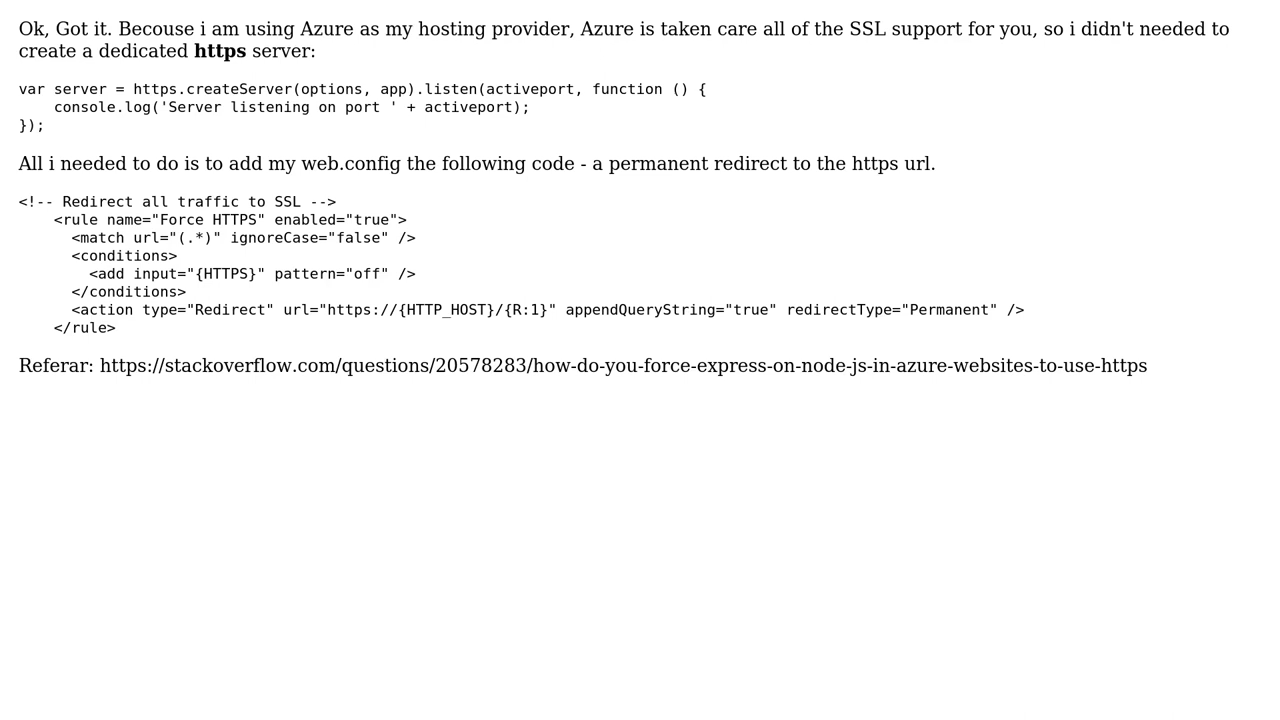 Ok, Got it. Becouse i am using Azure as my hosting provider, Azure is taken care all of the SSL support for you, so i didn't needed to
create a dedicated https server:
var server = https.createServer(options, app).listen(activeport, function () {
    console.log('Server listening on port ' + activeport);
});
All i needed to do is to add my web.config the following code - a permanent redirect to the https url.
<!-- Redirect all traffic to SSL -->
    <rule name="Force HTTPS" enabled="true">
      <match url="(.*)" ignoreCase="false" />
      <conditions>
        <add input="{HTTPS}" pattern="off" />
      </conditions>
      <action type="Redirect" url="https://{HTTP_HOST}/{R:1}" appendQueryString="true" redirectType="Permanent" />
    </rule>
Referar: https://stackoverflow.com/questions/20578283/how-do-you-force-express-on-node-js-in-azure-websites-to-use-https